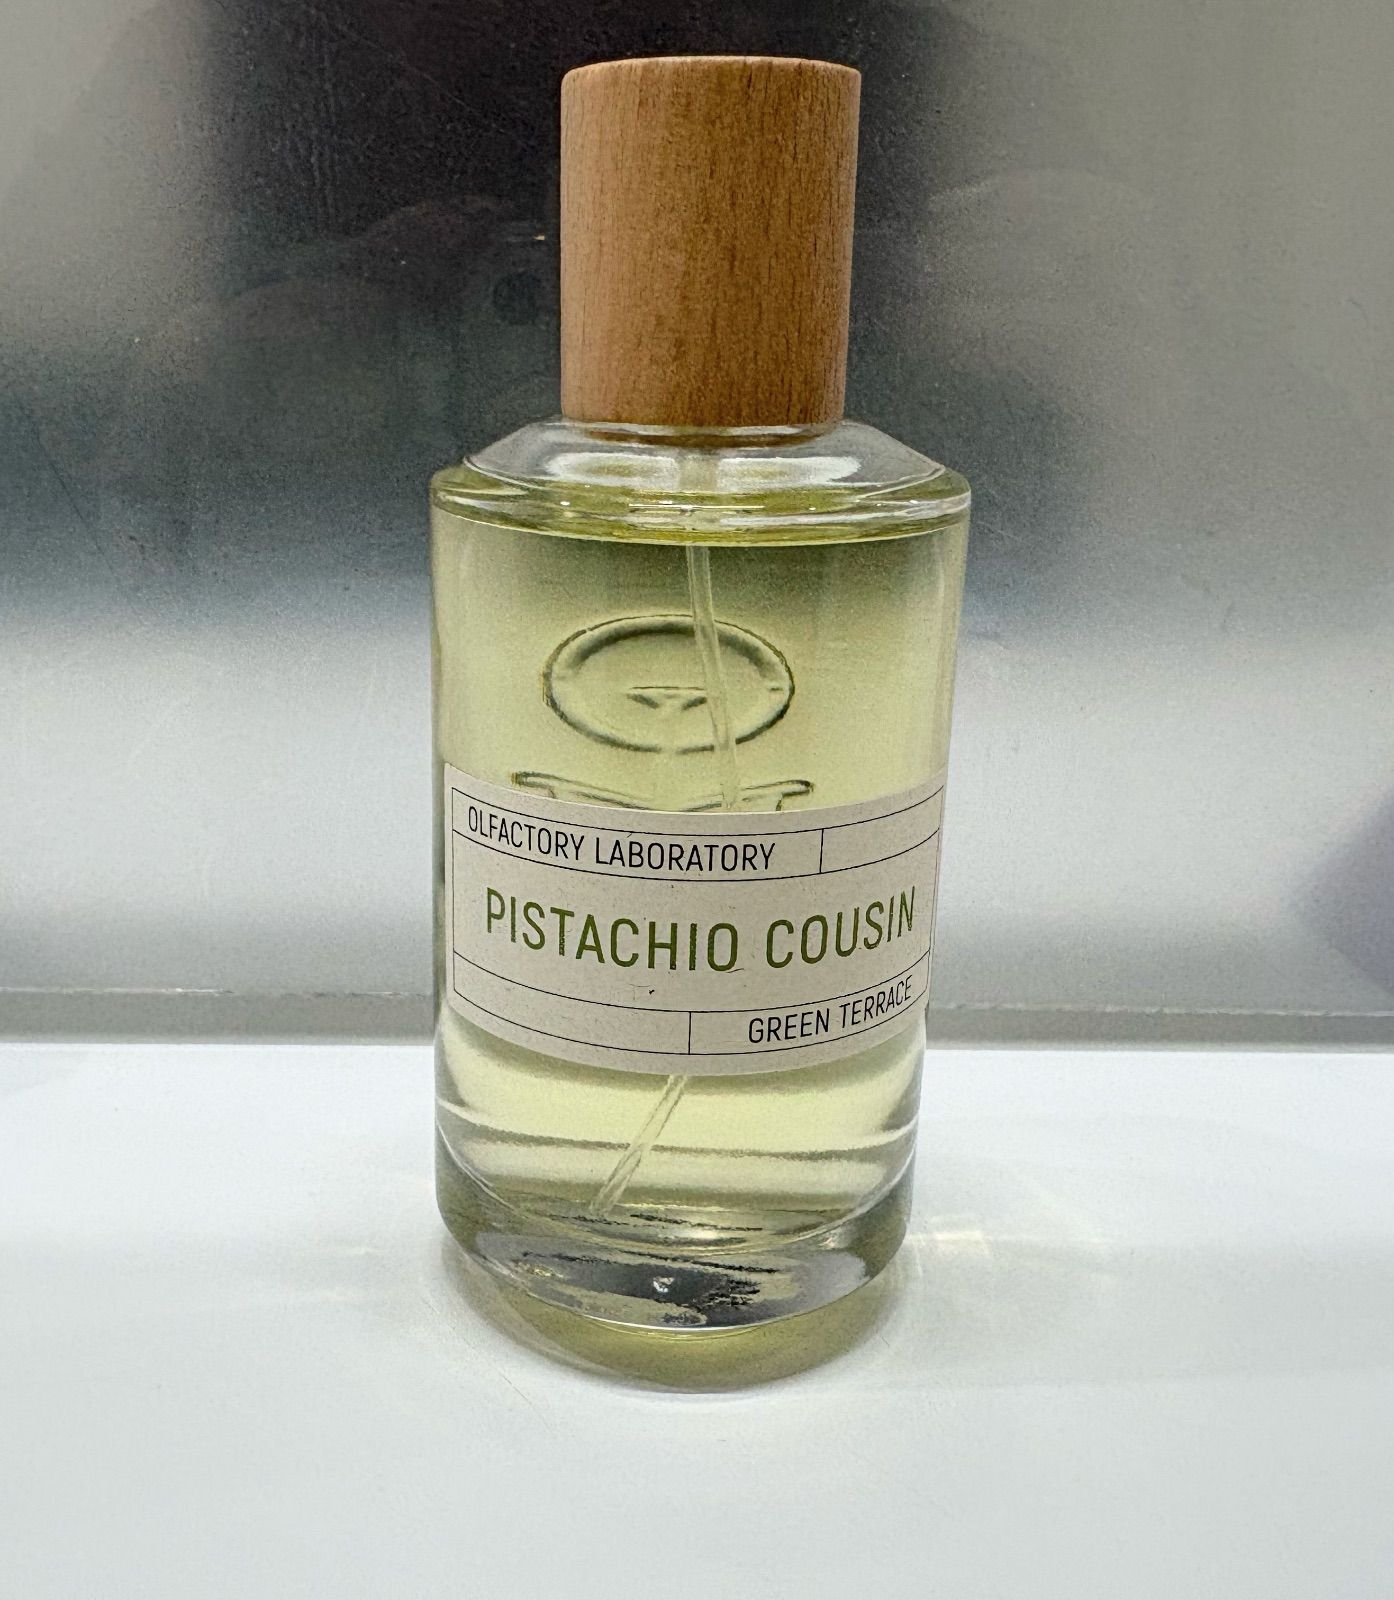 OLFACTORY LABORATORY
PISTACHIO COUSIN
GREEN TERRACE